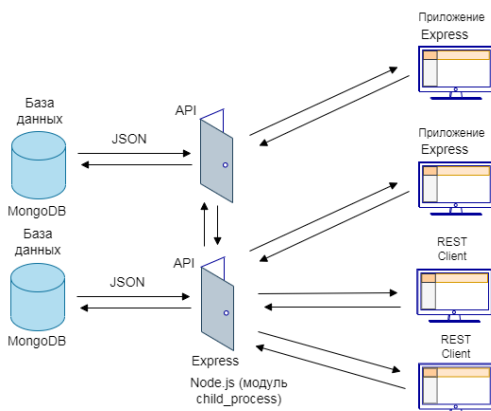 Приложение
Express
База
данных
API
JSON
MongoDB
Приложение
Express
База
данных
API
JSON
MongoDB
REST
Client
Express
Node.js (модуль
child_process)
REST
Client